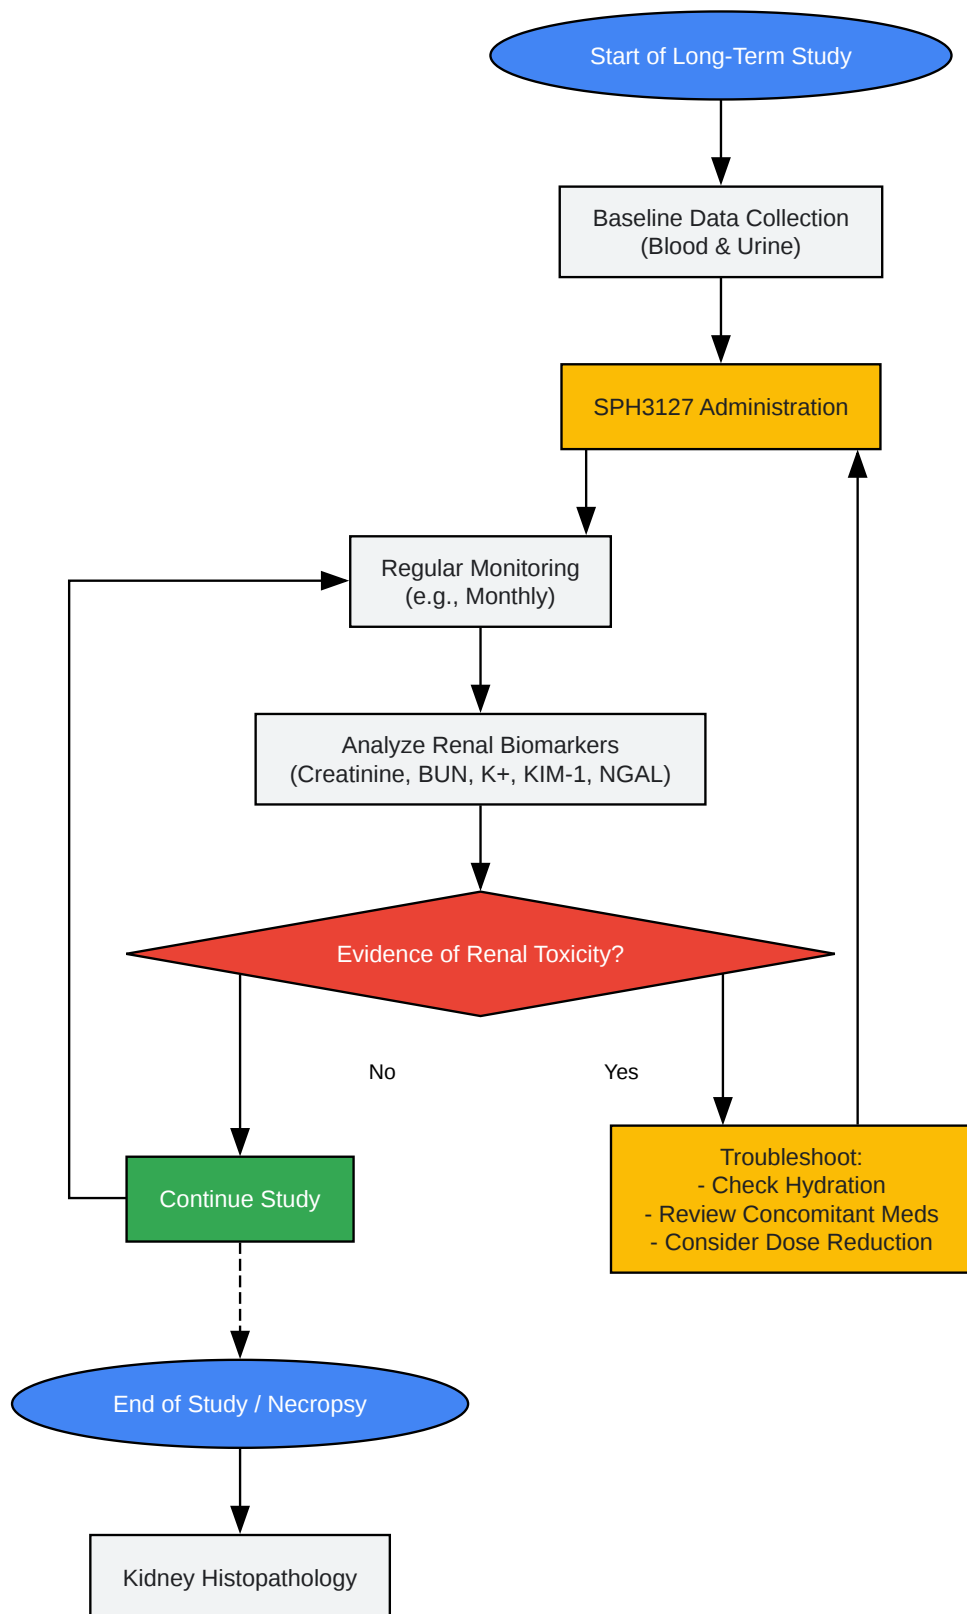 Start of Long-Term Study
Baseline Data Collection
(Blood & Urine)
SPH3127 Administration
Regular Monitoring
(e.g., Monthly)
Analyze Renal Biomarkers
(Creatinine, BUN, K+, KIM-1, NGAL)
Evidence of Renal Toxicity?
No
Yes
Continue Study
Troubleshoot:
- Check Hydration
- Review Concomitant Meds
- Consider Dose Reduction
End of Study / Necropsy
Kidney Histopathology